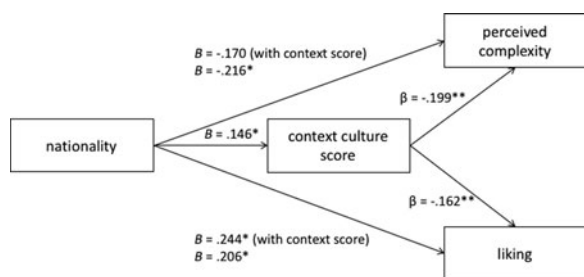 perceived
complexity
B = -.170 (with context score)
B = -.216*
β = -.199**
B = .146*
nationality
context culture
score
β = -.162**
B = .244* (with context score)
B = .206*
liking